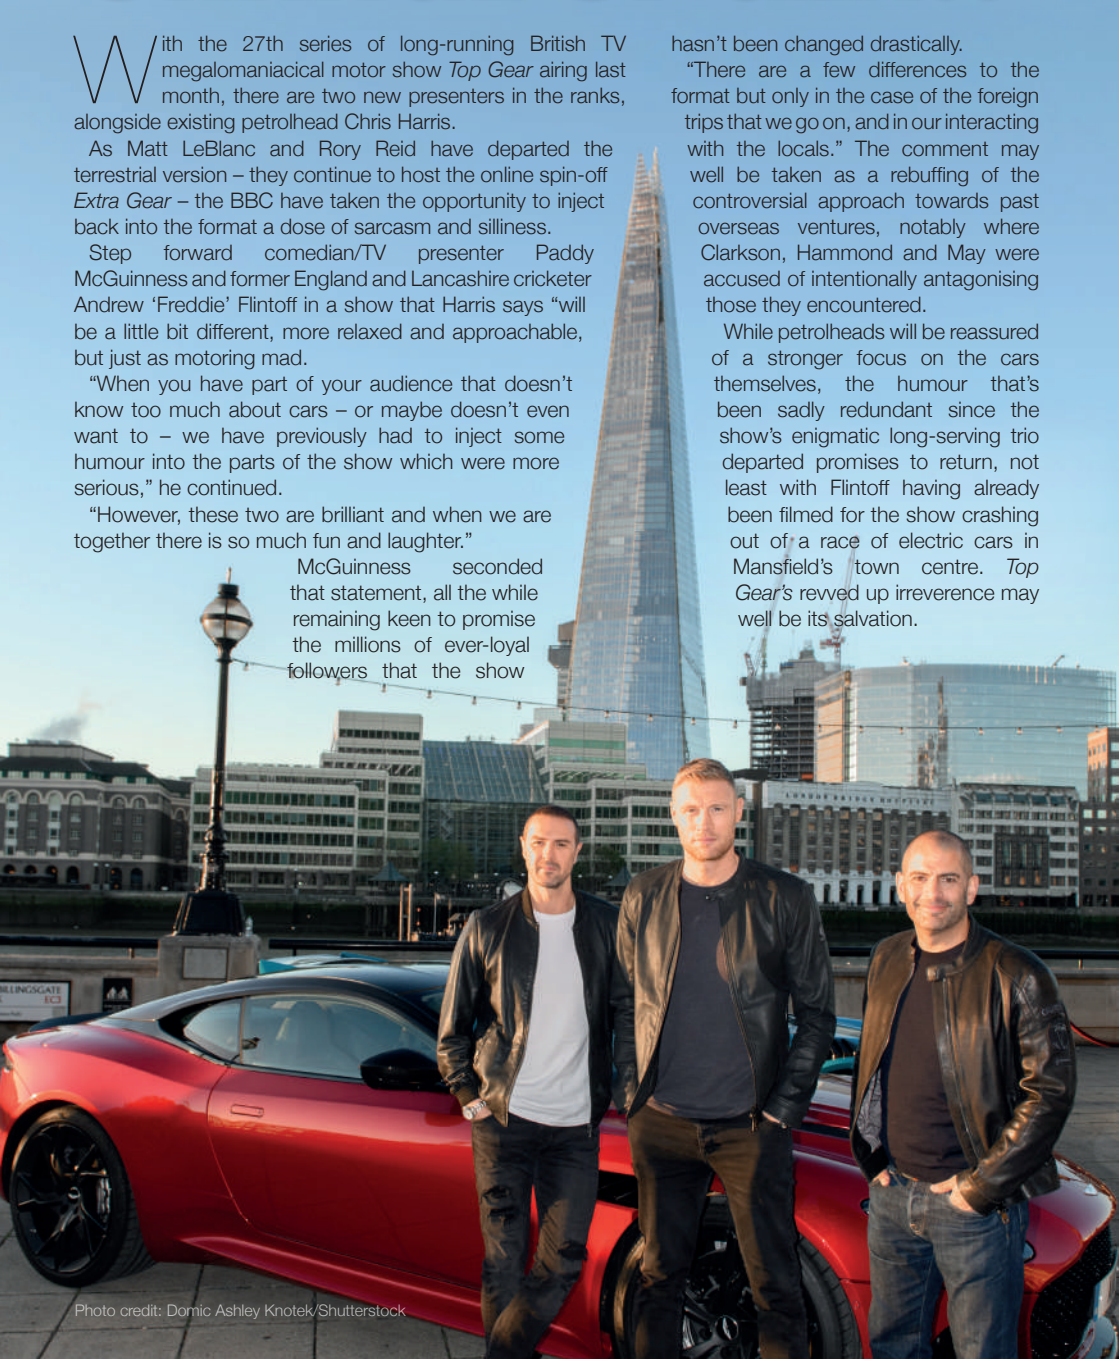 With the 27th series of long-running British TV
megalomaniacical motor show Top Gear airing last
month, there are two new presenters in the ranks,
alongside existing petrolhead Chris Harris.
As Matt LeBlanc and Rory Reid have departed the
terrestrial version – they continue to host the online spin-off
Extra Gear – the BBC have taken the opportunity to inject
back into the format a dose of sarcasm and silliness.
Step forward comedian/TV presenter Paddy
McGuinness and former England and Lancashire cricketer
Andrew ‘Freddie’ Flintoff in a show that Harris says “will
be a little bit different, more relaxed and approachable,
but just as motoring mad.
“When you have part of your audience that doesn’t
know too much about cars – or maybe doesn’t even
want to – we have previously had to inject some
humour into the parts of the show which were more
serious,” he continued.
“However, these two are brilliant and when we are
together there is so much fun and laughter.”
McGuinness seconded
that statement, all the while
remaining keen to promise
the millions of ever-loyal
followers that the show
hasn’t been changed drastically.
“There are a few differences to the
format but only in the case of the foreign
trips that we go on, and in our interacting
with the locals.” The comment may
well be taken as a rebuffing of the
controversial approach towards past
overseas ventures, notably where
Clarkson, Hammond and May were
accused of intentionally antagonising
those they encountered.
While petrolheads will be reassured
of a stronger focus on the cars
themselves, the humour that’s
been sadly redundant since the
show’s enigmatic long-serving trio
departed promises to return, not
least with Flintoff having already
been filmed for the show crashing
out of a race of electric cars in
Mansfield’s town centre. Top
Gear’s revved up irreverence may
well be its salvation.
LONDON BRIDGE HOSPITAL
BILLINGSGATE
EC3
Photo credit: Domic Ashley Knotek/Shutterstock